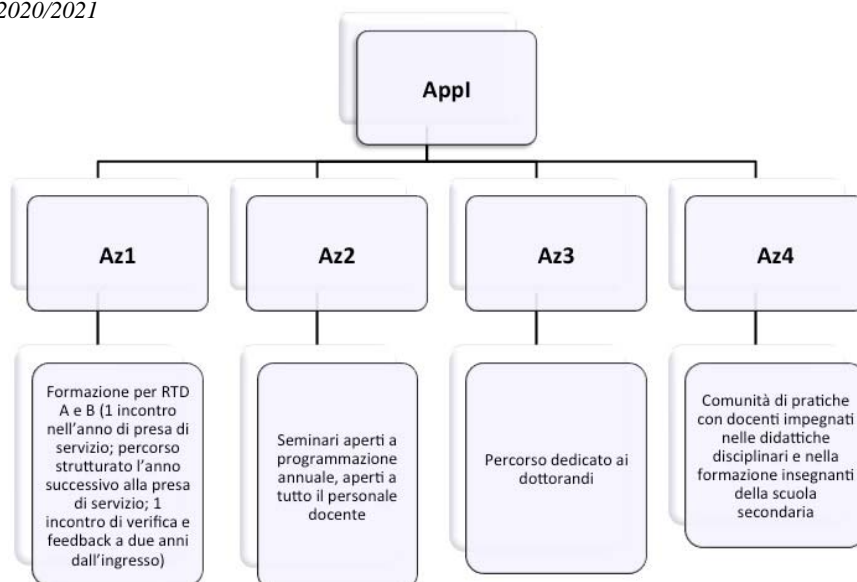 2020/2021
AppI
Az1
Az2
Az3
Az4
Formazione per RTD
A e B (1 incontro
nell'anno di presa di
servizio; percorso
strutturato l'anno
successivo alla presa
di servizio; 1
incontro di verifica e
feedback a due anni
dall'ingresso)
Seminari aperti a
programmazione
annuale, aperti a
tutto il personale
docente
Percorso dedicato ai
dottorandi
Comunità di pratiche
con docenti impegnati
nelle didattiche
disciplinari e nella
formazione insegnanti
della scuola
secondaria